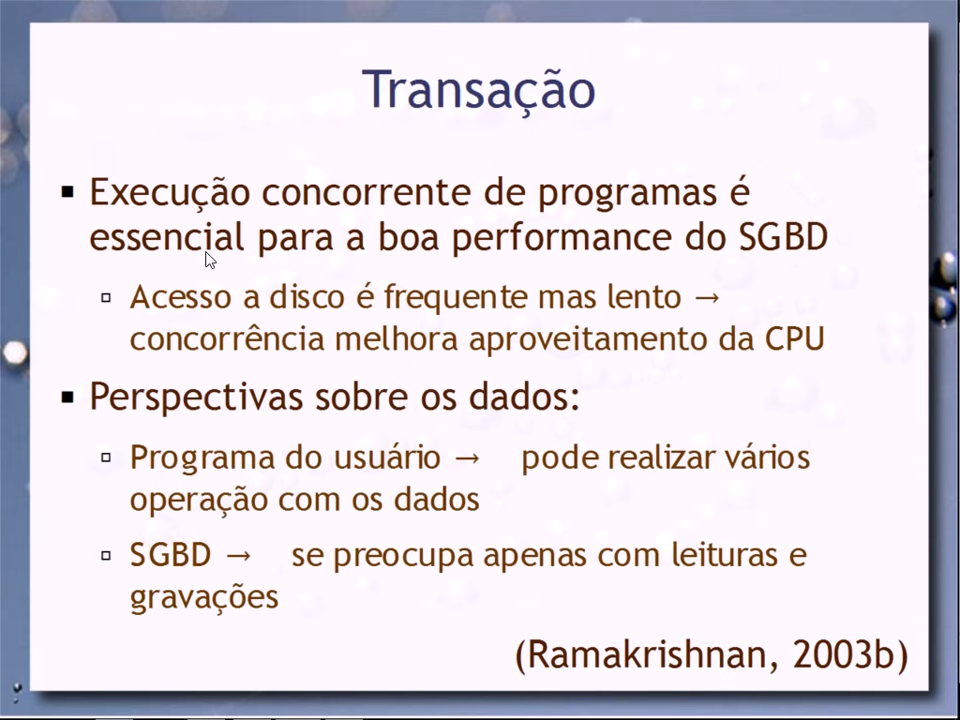 Transação
▪ Execução concorrente de programas é
essencial para a boa performance do SGBD
▫ Acesso a disco é frequente mas lento →
concorrência melhora aproveitamento da CPU
▪ Perspectivas sobre os dados:
▫ Programa do usuário → pode realizar vários
operação com os dados
▫ SGBD → se preocupa apenas com leituras e
gravações
(Ramakrishnan, 2003b)